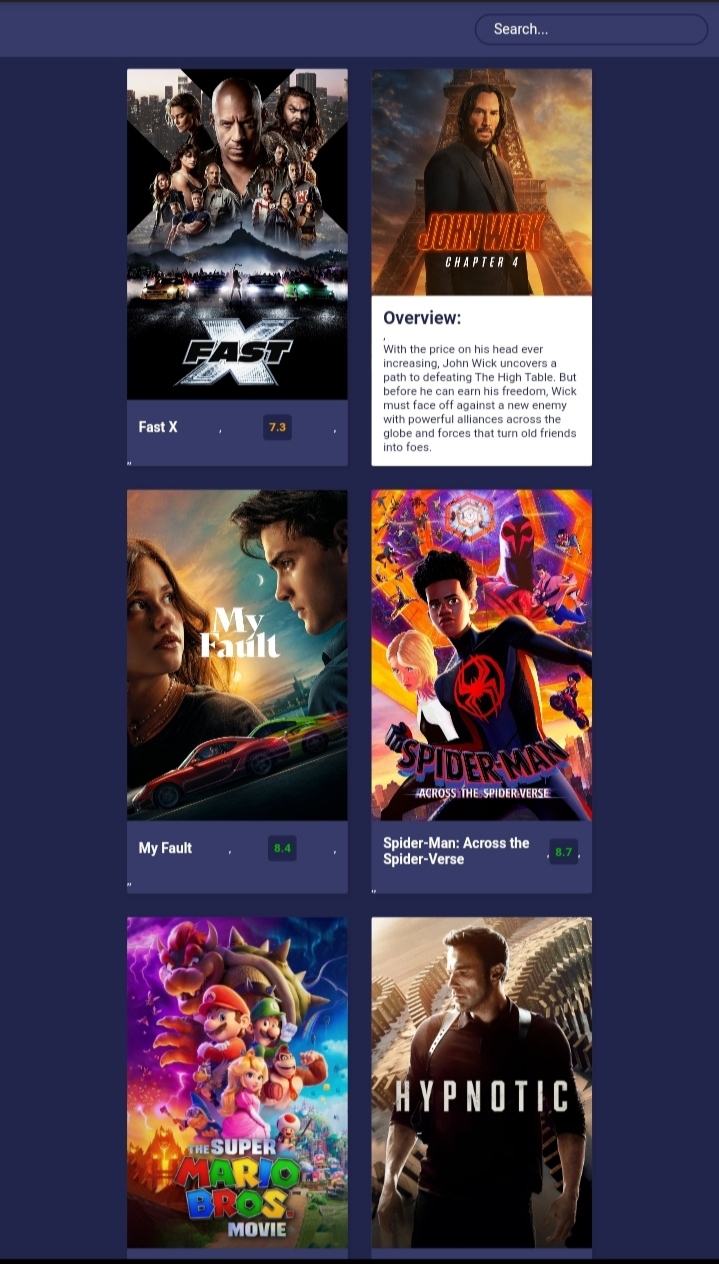 Search...
JOHN WICK
CHAPTER 4
FAST X
Overview:
,
With the price on his head ever
increasing, John Wick uncovers a
path to defeating The High Table. But
before he can earn his freedom, Wick
must face off against a new enemy
with powerful alliances across the
globe and forces that turn old friends
into foes.
Fast X , 7.3 ,
,,
My
Fault
SPIDER-MAN
ACROSS THE SPIDER-VERSE
My Fault , 8.4 ,
,,
Spider-Man: Across the
Spider-Verse , 8.7 ,
,,
THE SUPER
MARIO
BROS.
MOVIE
HYPNOTIC